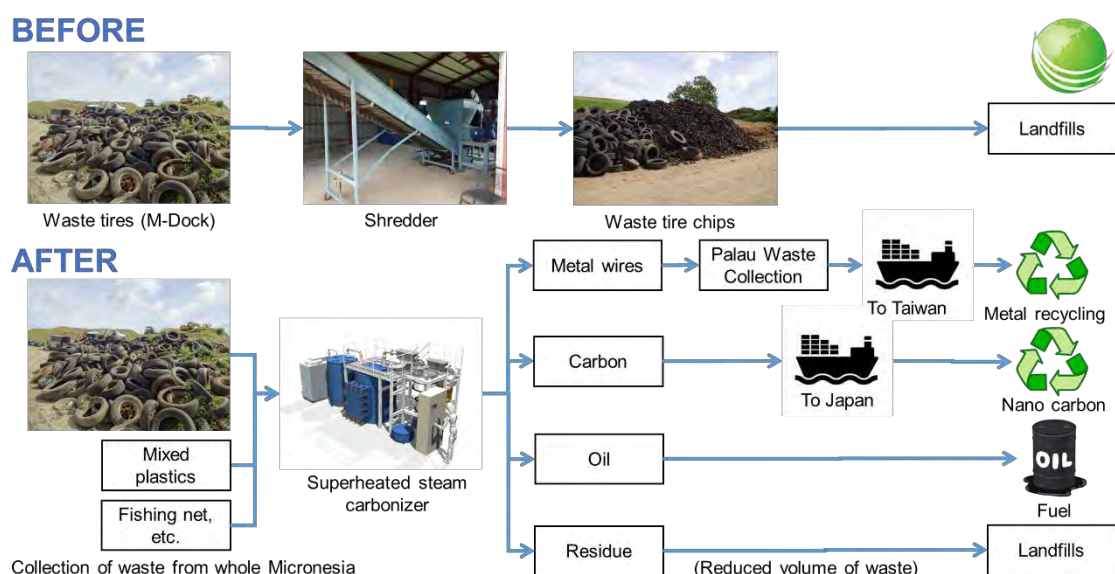 BEFORE
Landfills
Waste tires (M-Dock)
Shredder
Waste tire chips
AFTER
Metal wires
Palau Waste
Collection
To Taiwan
Metal recycling
Carbon
To Japan
Nano carbon
Mixed
plastics
Superheated steam
carbonizer
Oil
OIL
Fuel
Fishing net,
etc.
Residue
Landfills
Collection of waste from whole Micronesia
(Reduced volume of waste)